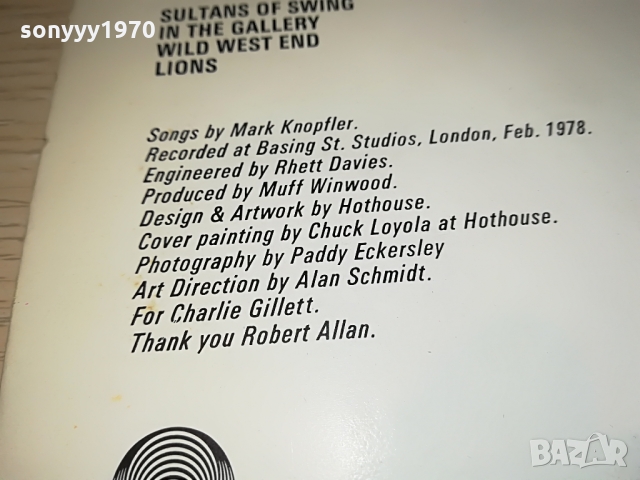 sonyyy1970
SULTANS OF SWING
IN THE GALLERY
WILD WEST END
LIONS
Songs by Mark Knopfler.
Recorded at Basing St. Studios, London, Feb. 1978.
Engineered by Rhett Davies.
Produced by Muff Winwood.
Design & Artwork by Hothouse.
Cover painting by Chuck Loyola at Hothouse.
Photography by Paddy Eckersley
Art Direction by Alan Schmidt.
For Charlie Gillett.
Thank you Robert Allan.
BAZAR